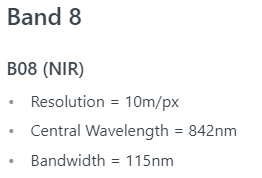 Band 8
B08 (NIR)
• Resolution = 10m/px
• Central Wavelength = 842nm
• Bandwidth = 115nm